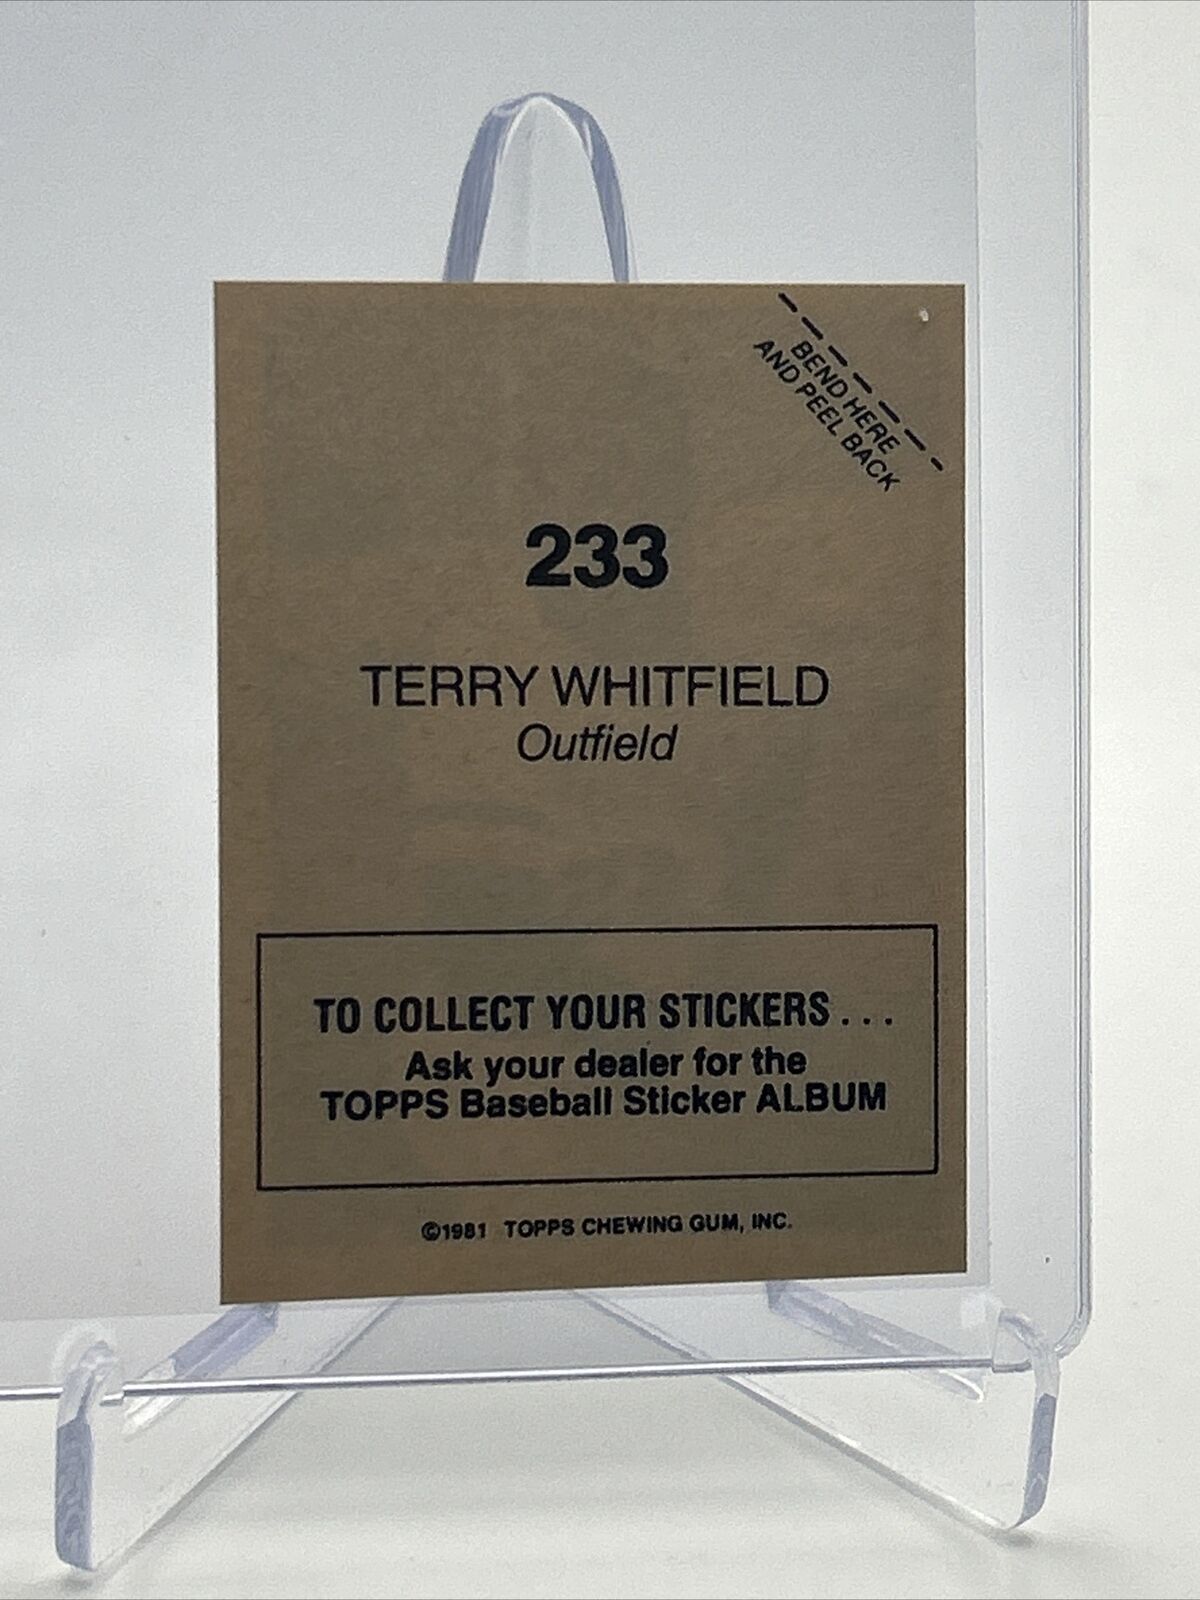 BEND HERE
AND PEEL BACK
233
TERRY WHITFIELD
Outfield
TO COLLECT YOUR STICKERS . . .
Ask your dealer for the
TOPPS Baseball Sticker ALBUM
©1981 TOPPS CHEWING GUM, INC.